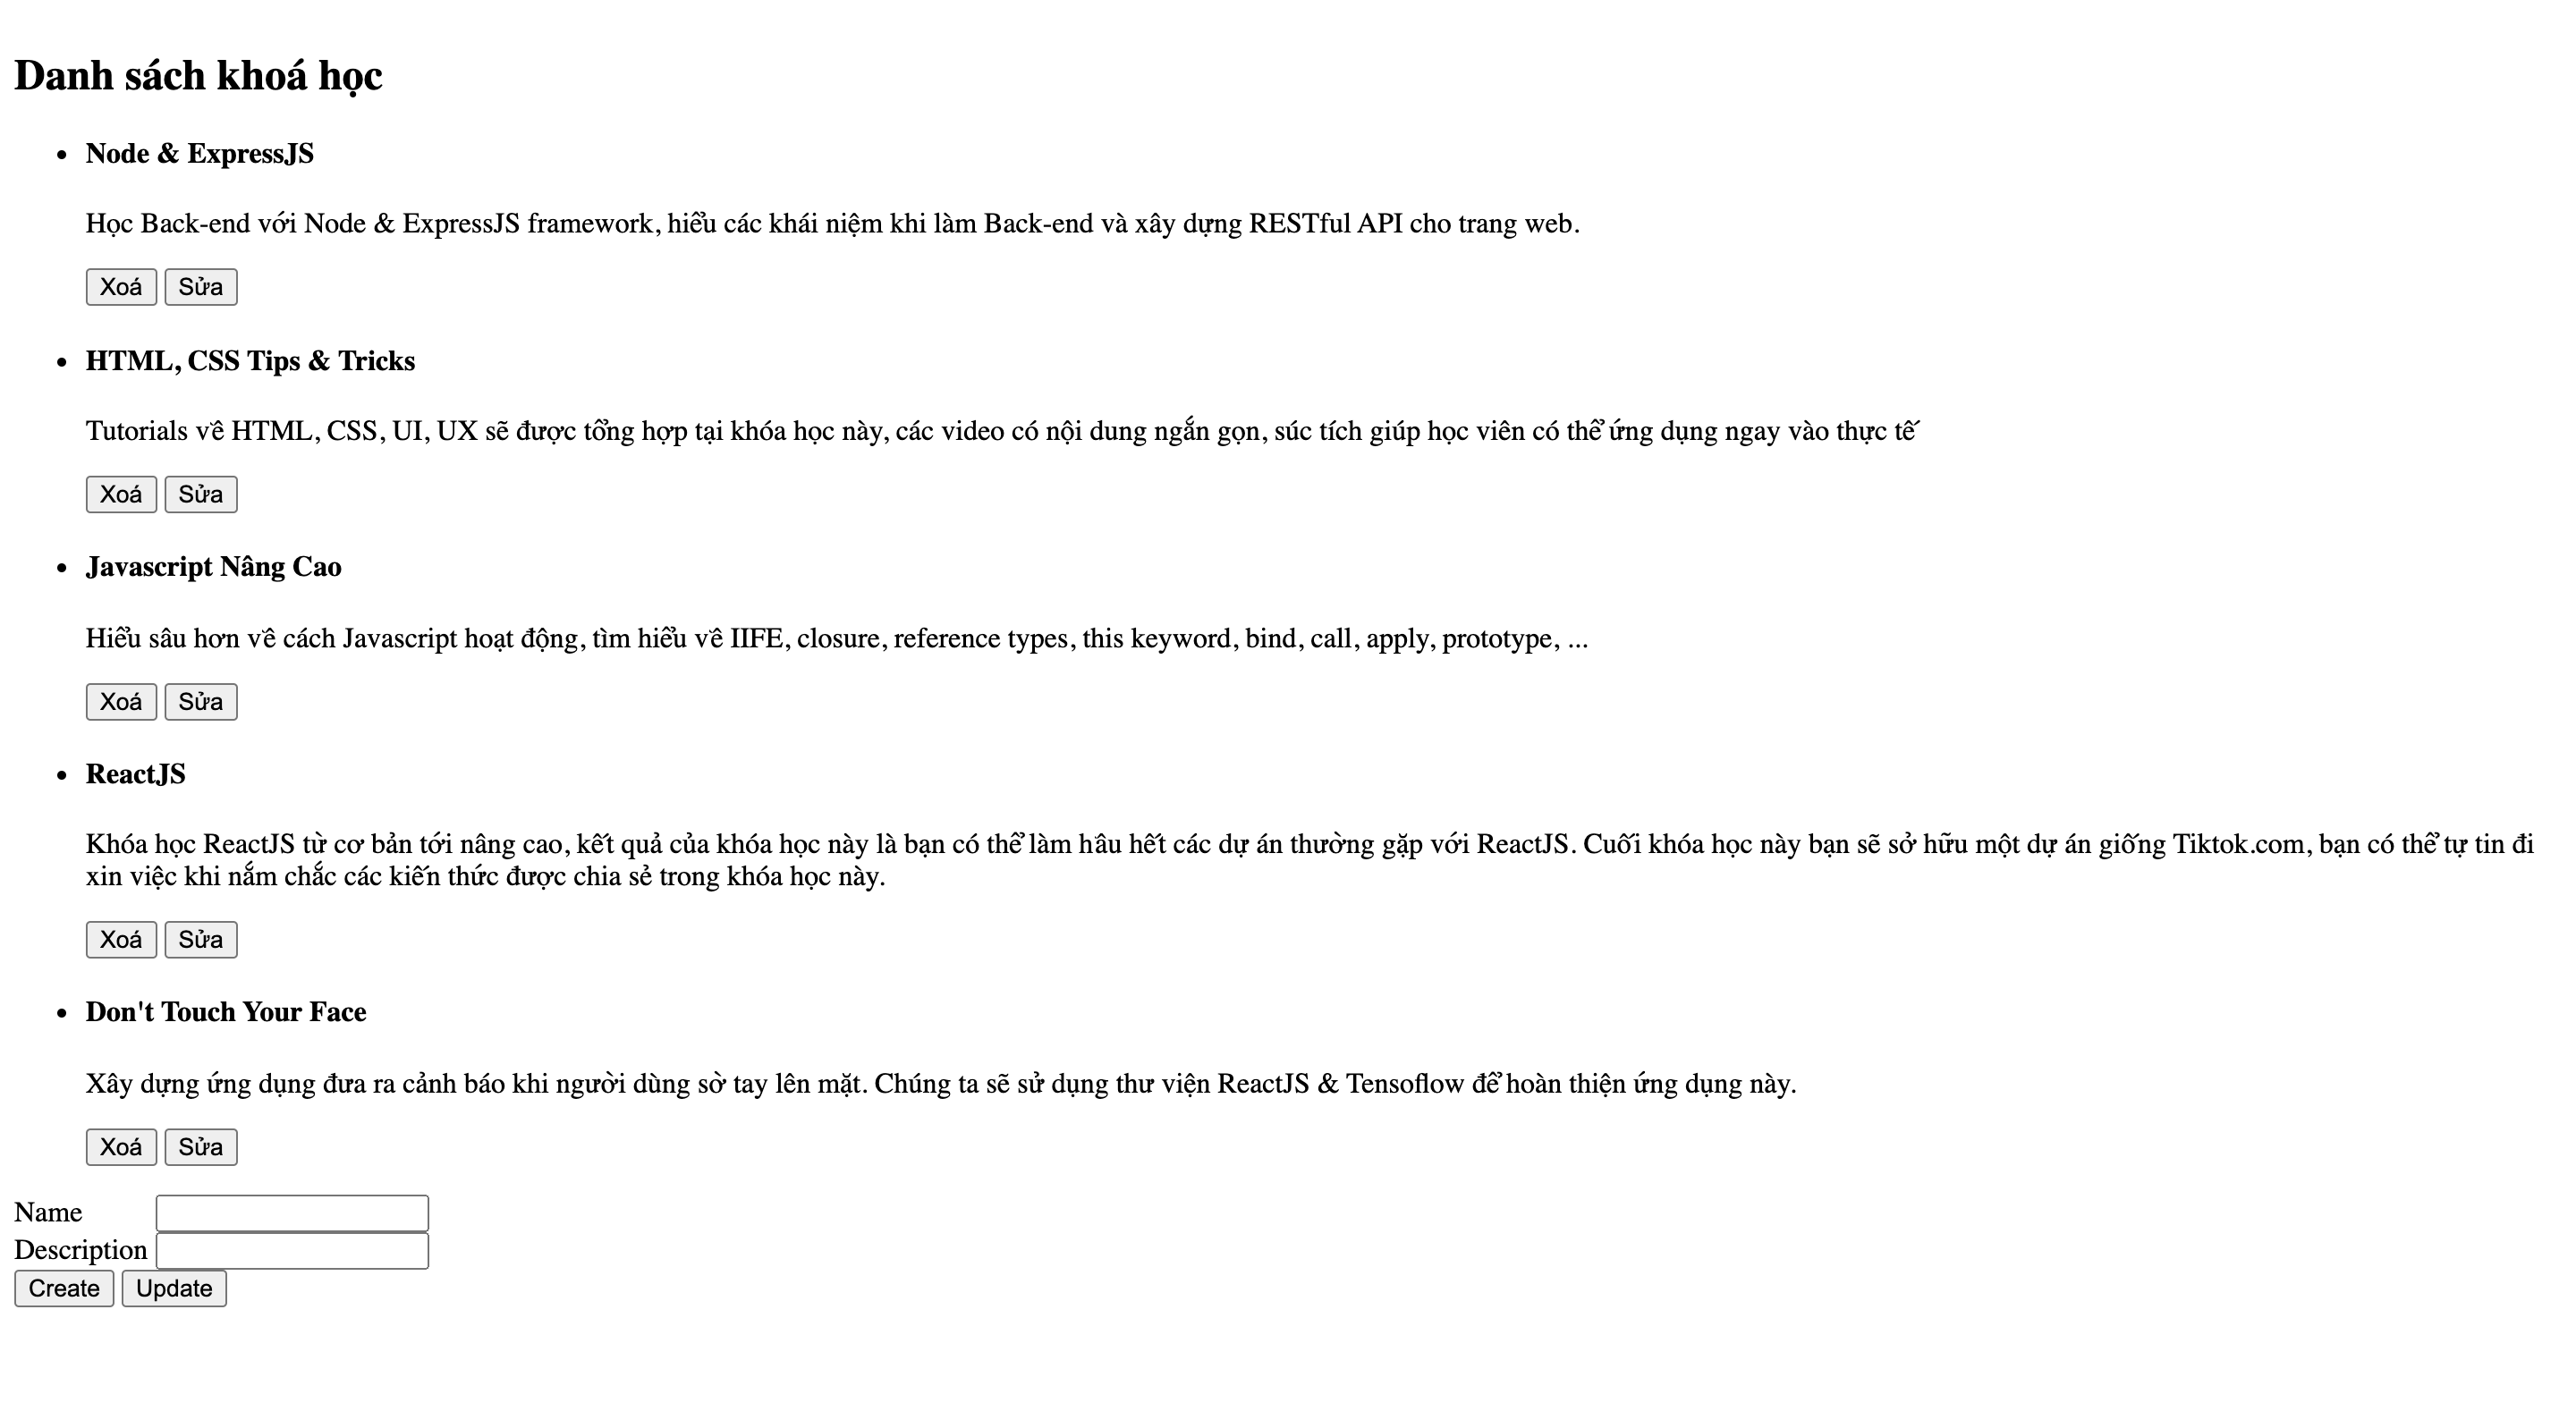 Danh sách khoá học
Node & ExpressJS
Học Back-end với Node & ExpressJS framework, hiểu các khái niệm khi làm Back-end và xây dựng RESTful API cho trang web.
Xoá Sửa
HTML, CSS Tips & Tricks
Tutorials về HTML, CSS, UI, UX sẽ được tổng hợp tại khóa học này, các video có nội dung ngắn gọn, súc tích giúp học viên có thể ứng dụng ngay vào thực tế
Xoá Sửa
Javascript Nâng Cao
Hiểu sâu hơn về cách Javascript hoạt động, tìm hiểu về IIFE, closure, reference types, this keyword, bind, call, apply, prototype, ...
Xoá Sửa
ReactJS
Khóa học ReactJS từ cơ bản tới nâng cao, kết quả của khóa học này là bạn có thể làm hầu hết các dự án thường gặp với ReactJS. Cuối khóa học này bạn sẽ sở hữu một dự án giống Tiktok.com, bạn có thể tự tin đi
xin việc khi nắm chắc các kiến thức được chia sẻ trong khóa học này.
Xoá Sửa
Don't Touch Your Face
Xây dựng ứng dụng đưa ra cảnh báo khi người dùng sờ tay lên mặt. Chúng ta sẽ sử dụng thư viện ReactJS & Tensoflow để hoàn thiện ứng dụng này.
Xoá Sửa
Name
Description
Create Update